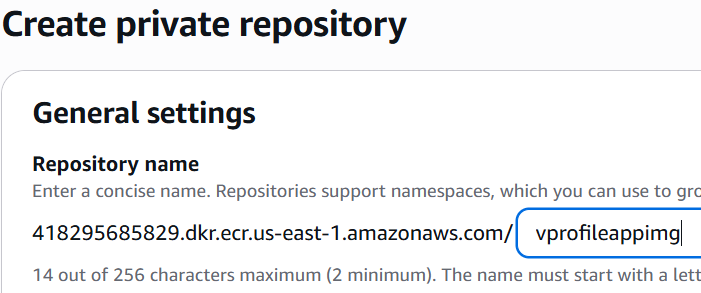 Create private repository
General settings
Repository name
Enter a concise name. Repositories support namespaces, which you can use to
418295685829.dkr.ecr.us-east-1.amazonaws.com/ vprofileappimg
14 out of 256 characters maximum (2 minimum). The name must start with a